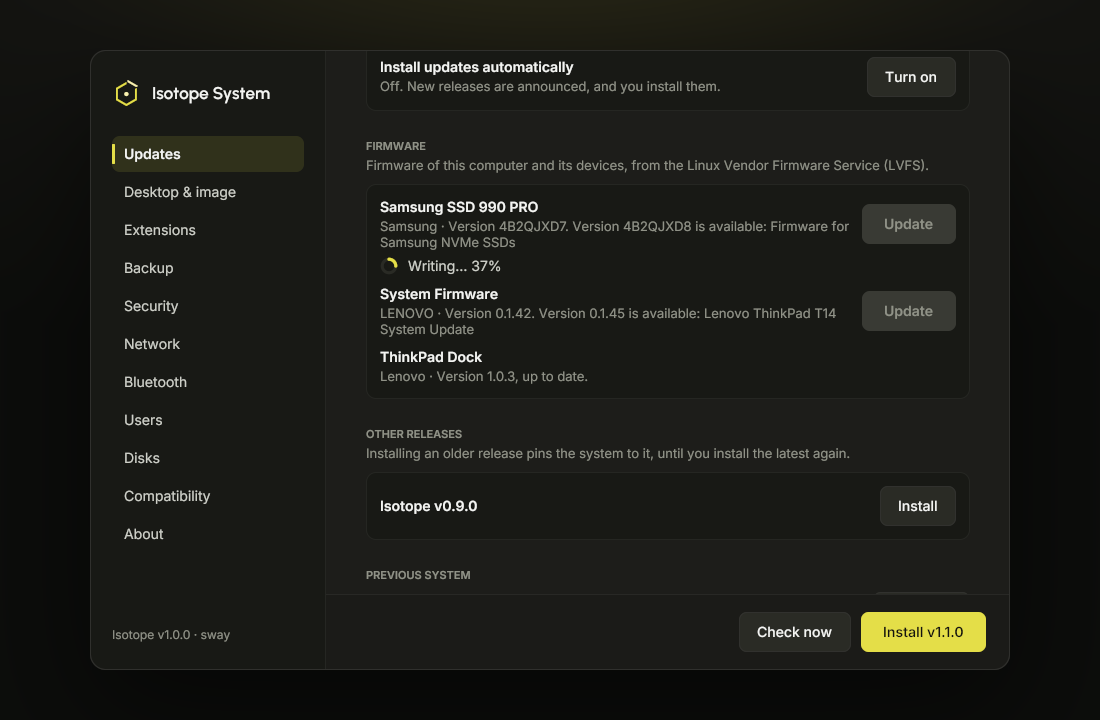 Isotope System
Updates
Desktop & image
Extensions
Backup
Security
Network
Bluetooth
Users
Disks
Compatibility
About
Isotope v1.0.0 · sway
Install updates automatically
Off. New releases are announced, and you install them.
Turn on
FIRMWARE
Firmware of this computer and its devices, from the Linux Vendor Firmware Service (LVFS).
Samsung SSD 990 PRO
Samsung · Version 4B2QJXD7. Version 4B2QJXD8 is available: Firmware for
Samsung NVMe SSDs
Update
Writing... 37%
System Firmware
LENOVO · Version 0.1.42. Version 0.1.45 is available: Lenovo ThinkPad T14
System Update
Update
ThinkPad Dock
Lenovo · Version 1.0.3, up to date.
OTHER RELEASES
Installing an older release pins the system to it, until you install the latest again.
Isotope v0.9.0
Install
PREVIOUS SYSTEM
Check now
Install v1.1.0